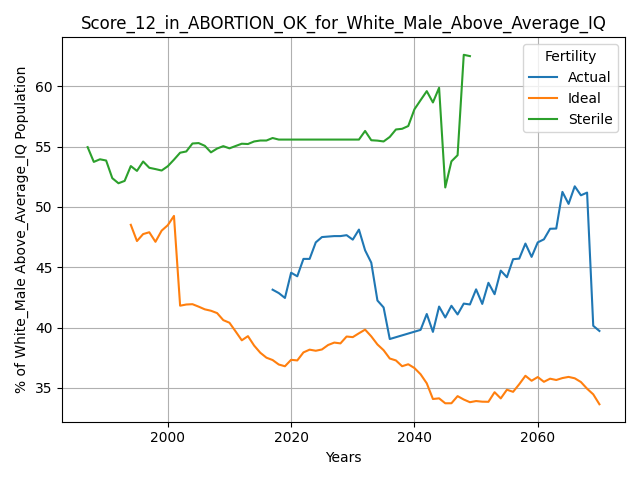 Score_12_in_ABORTION_OK_for_White_Male_Above_Average_IQ
% of White_Male Above_Average_IQ Population
60
55
50
45
40
35
Fertility
Actual
Ideal
Sterile
2000
2020
2040
2060
Years